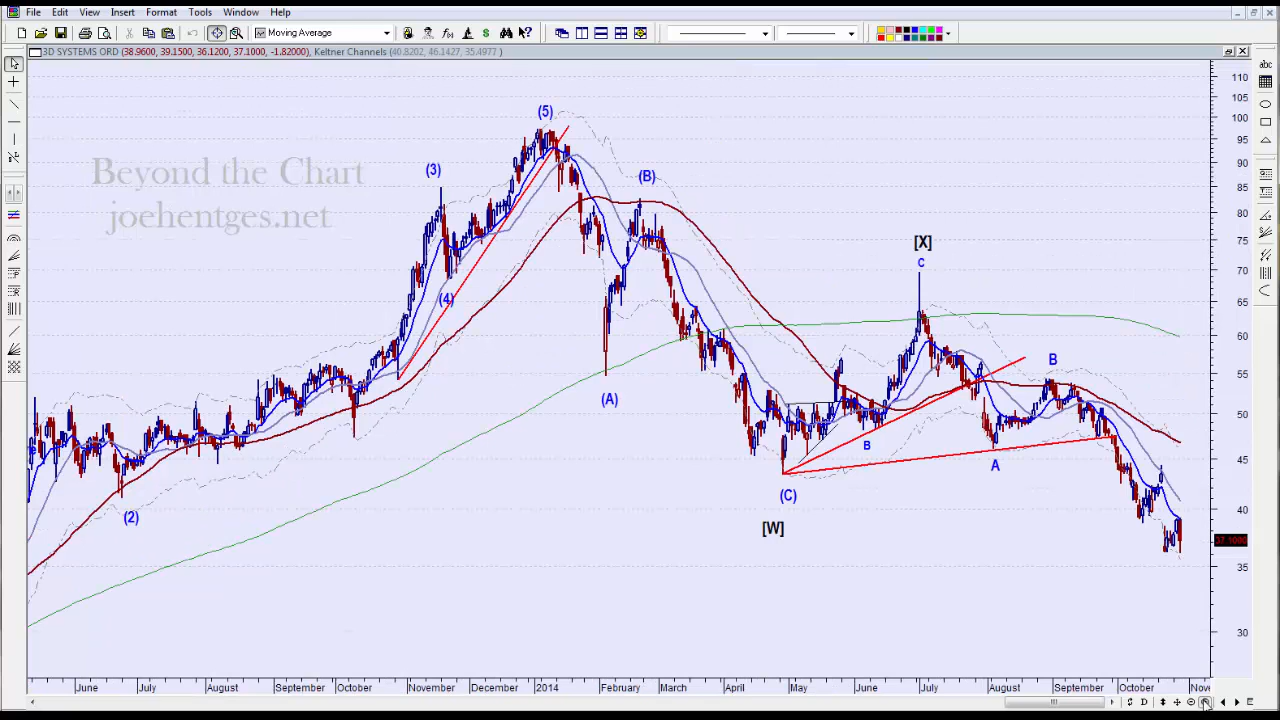 File Edit View Insert Format Tools Window Help
Moving Average
3D SYSTEMS ORD (38.9600, 39.1500, 36.1200, 37.1000, -1.82000), Keltner Channels (40.8202, 46.1427, 35.4977 )
abc
Beyond the Chart
joehentges.net
(5)
(3)
(B)
(4)
[X]
C
(A)
B
B
A
(C)
(2)
[W]
110
105
100
95
90
85
80
75
70
65
60
55
50
45
40
35
30
June July August September October November December 2014 February March April May June July August September October Nove
D